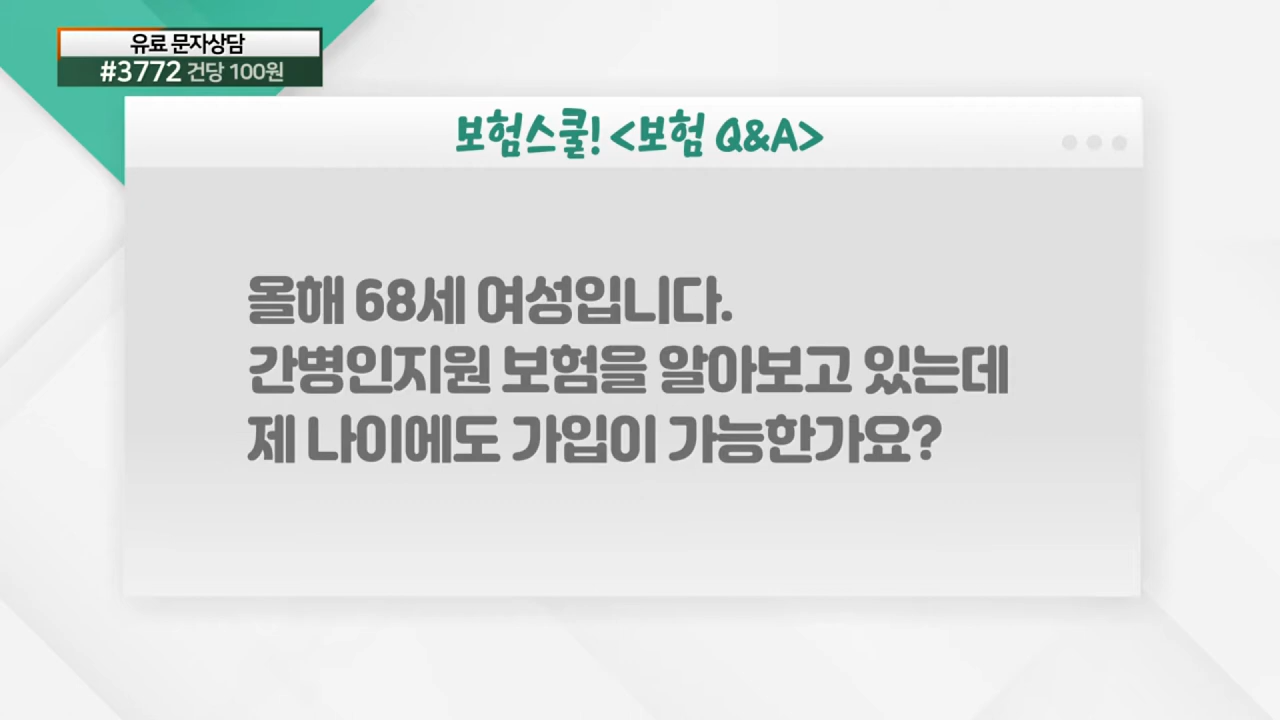 유료 문자상담
#3772 건당 100원
보험스쿨! <보험 Q&A>
올해 68세 여성입니다.
간병인지원 보험을 알아보고 있는데
제 나이에도 가입이 가능한가요?